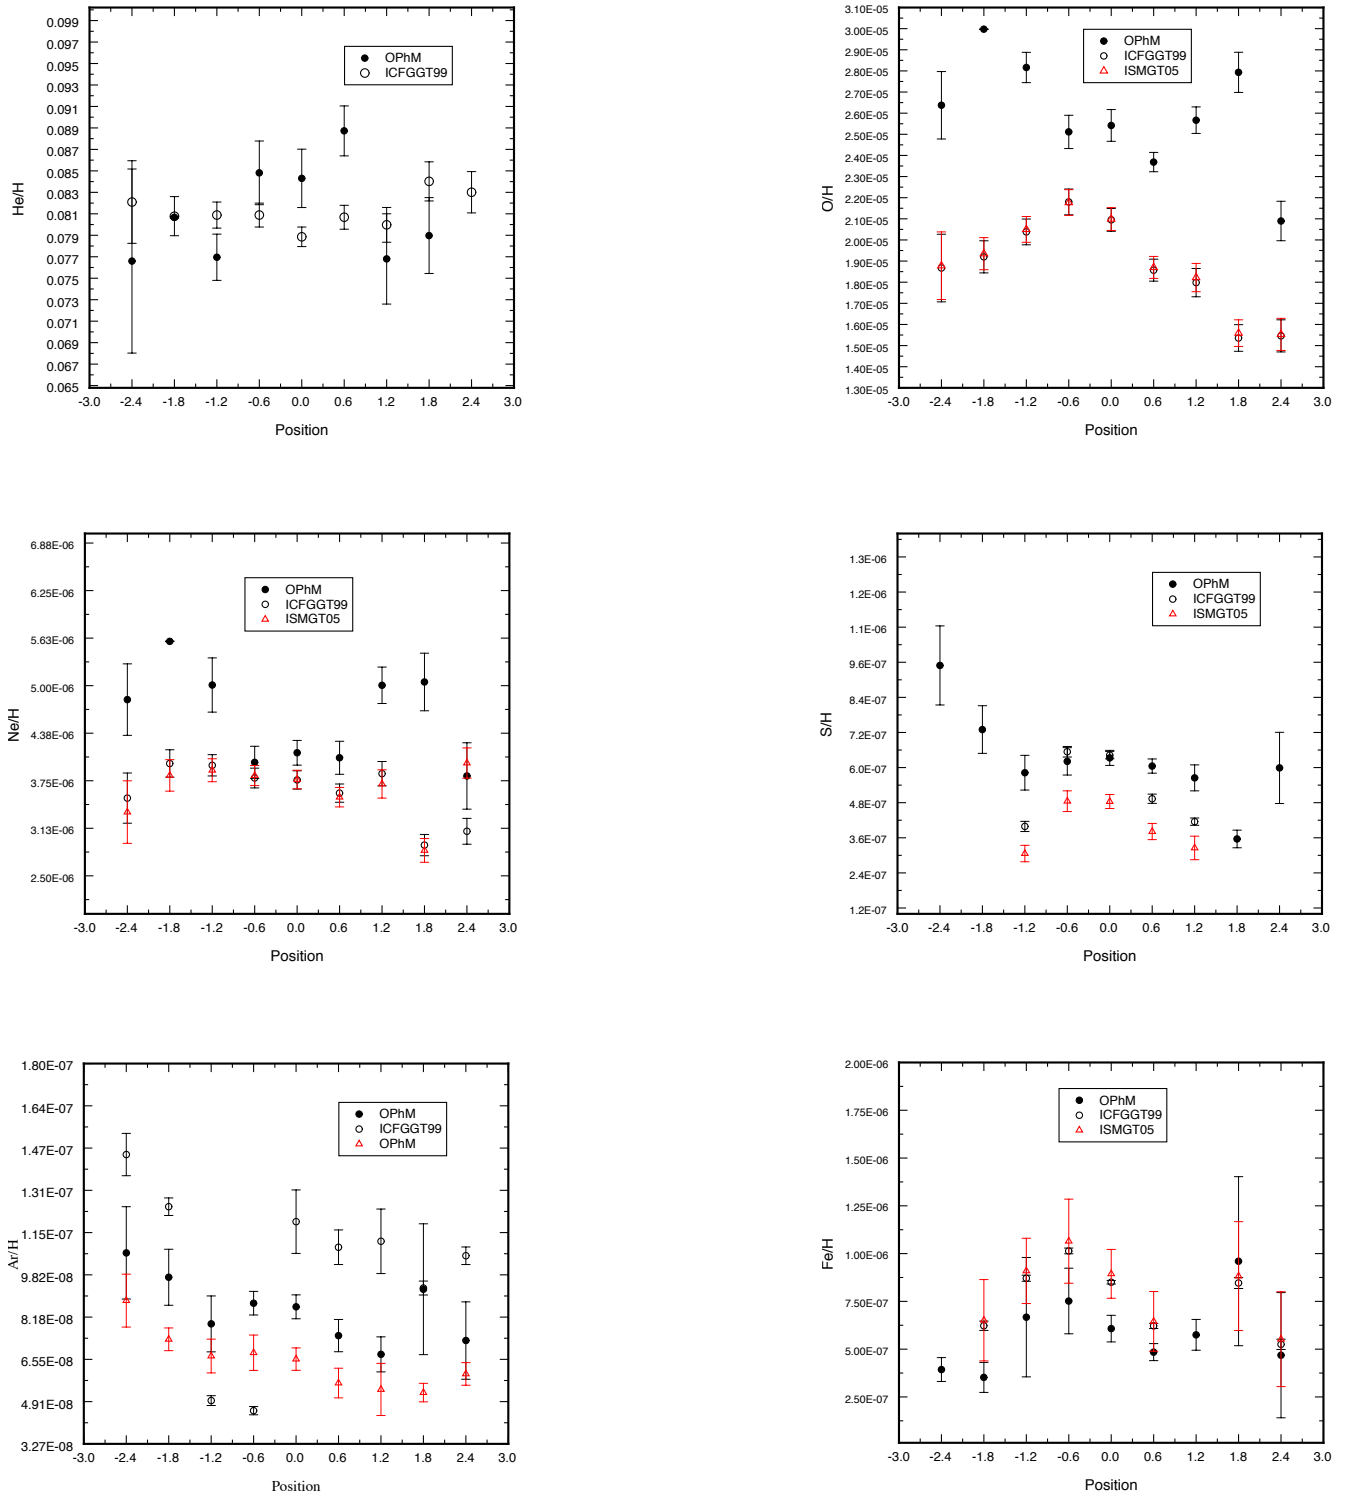 0.099
0.097
0.095
0.093
0.091
0.089
0.087
0.085
0.083
0.081
0.079
0.077
0.075
0.073
0.071
0.069
0.067
0.065
He/H
OPhM
ICFGGT99
-3.0 -2.4 -1.8 -1.2 -0.6 0.0 0.6 1.2 1.8 2.4 3.0
Position
3.10E-05
3.00E-05
2.90E-05
2.80E-05
2.70E-05
2.60E-05
2.50E-05
2.40E-05
2.30E-05
2.20E-05
2.10E-05
2.00E-05
1.90E-05
1.80E-05
1.70E-05
1.60E-05
1.50E-05
1.30E-05
O/H
OPhM
ICFGGT99
ISMGT05
-3.0 -2.4 -1.8 -1.2 -0.6 0.0 0.6 1.2 1.8 2.4 3.0
Position
6.88E-06
6.25E-06
5.63E-06
5.00E-06
4.38E-06
3.75E-06
3.13E-06
2.50E-06
Ne/H
OPhM
ICFGGT99
ISMGT05
-3.0 -2.4 -1.8 -1.2 -0.6 0.0 0.6 1.2 1.8 2.4 3.0
Position
1.3E-06
1.2E-06
1.1E-06
9.6E-07
8.4E-07
7.2E-07
6.0E-07
4.8E-07
3.6E-07
2.4E-07
1.2E-07
S/H
OPhM
ICFGGT99
ISMGT05
-3.0 -2.4 -1.8 -1.2 -0.6 0.0 0.6 1.2 1.8 2.4 3.0
Position
1.80E-07
1.64E-07
1.47E-07
1.31E-07
1.15E-07
9.82E-08
8.18E-08
6.55E-08
4.91E-08
3.27E-08
Ar/H
OPhM
ICFGGT99
OPhM
-3.0 -2.4 -1.8 -1.2 -0.6 0.0 0.6 1.2 1.8 2.4 3.0
Position
2.00E-06
1.75E-06
1.50E-06
1.25E-06
1.00E-06
7.50E-07
5.00E-07
2.50E-07
Fe/H
OPhM
ICFGGT99
ISMGT05
-3.0 -2.4 -1.8 -1.2 -0.6 0.0 0.6 1.2 1.8 2.4 3.0
Position